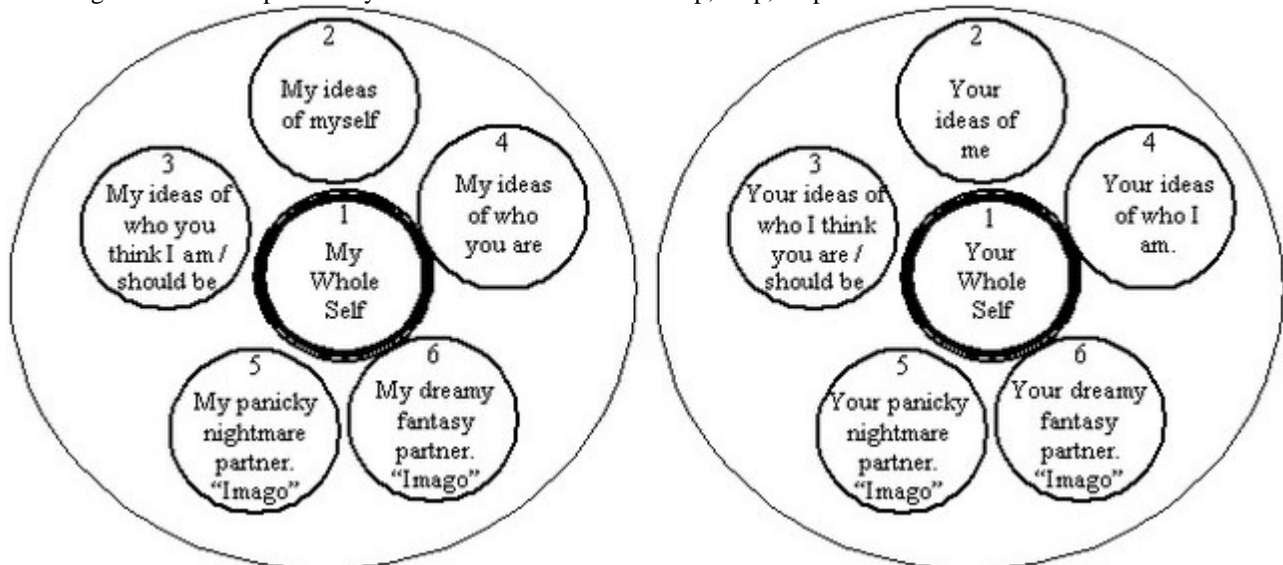 2
My ideas
of myself
3
My ideas of
who you
think I am /
should be
4
My ideas
of who
you are
1
My
Whole
Self
5
My panicky
nightmare
partner.
“Imago”
6
My dreamy
fantasy
partner.
“Imago”
2
Your
ideas of
me
3
Your ideas of
who I think
you are /
should be
4
Your ideas
of who I
am.
1
Your
Whole
Self
5
Your panicky
nightmare
partner.
“Imago”
6
Your dreamy
fantasy
partner.
“Imago”